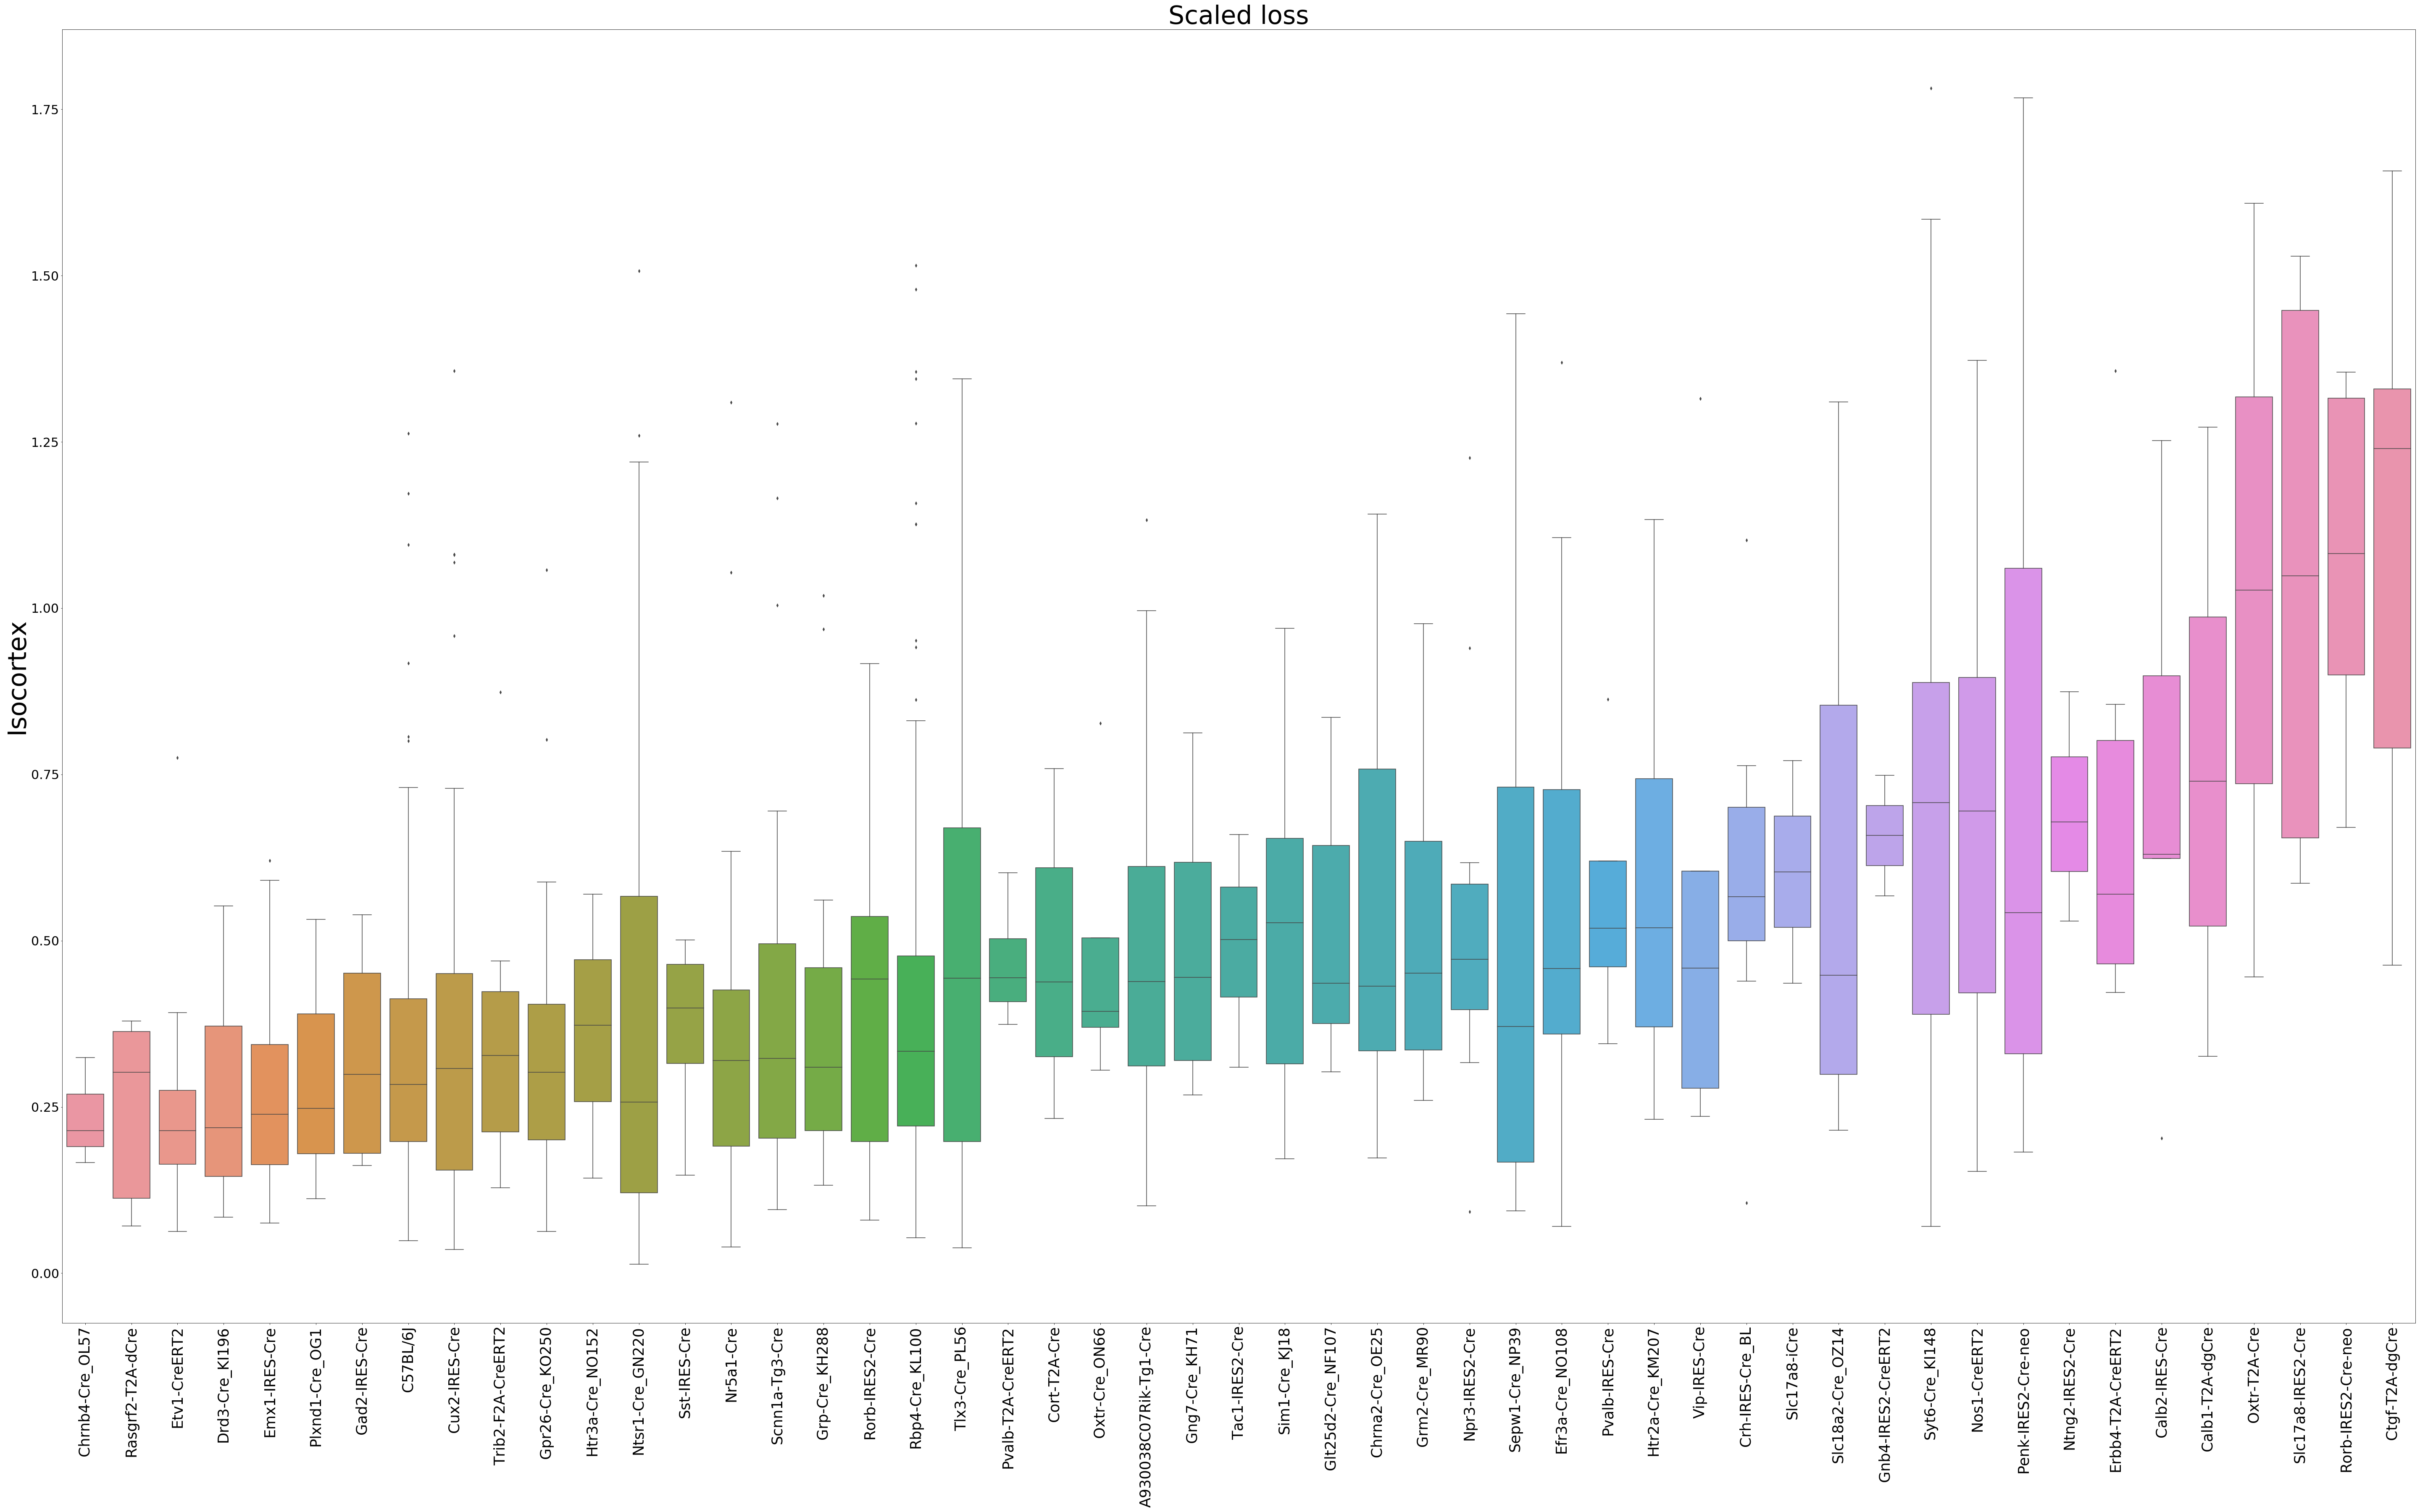 Scaled loss
Isocortex
1.75
1.50
1.25
1.00
0.75
0.50
0.25
0.00
Chrnb4-Cre_OL57
Rasgrf2-T2A-dCre
Etv1-CreERT2
Drd3-Cre_KI196
Emx1-IRES-Cre
Plxnd1-Cre_OG1
Gad2-IRES-Cre
C57BL/6J
Cux2-IRES-Cre
Trib2-F2A-CreERT2
Gpr26-Cre_KO250
Htr3a-Cre_NO152
Ntsr1-Cre_GN220
Sst-IRES-Cre
Nr5a1-Cre
Scnn1a-Tg3-Cre
Grp-Cre_KH288
Rorb-IRES2-Cre
Rbp4-Cre_KL100
Tlx3-Cre_PL56
Pvalb-T2A-CreERT2
Cort-T2A-Cre
Oxtr-Cre_ON66
A930038C07Rik-Tg1-Cre
Gng7-Cre_KH71
Tac1-IRES2-Cre
Sim1-Cre_KJ18
Glt25d2-Cre_NF107
Chrna2-Cre_OE25
Grm2-Cre_MR90
Npr3-IRES2-Cre
Sepw1-Cre_NP39
Efr3a-Cre_NO108
Pvalb-IRES-Cre
Htr2a-Cre_KM207
Vip-IRES-Cre
Crh-IRES-Cre_BL
Slc17a8-iCre
Slc18a2-Cre_OZ14
Gnb4-IRES2-CreERT2
Syt6-Cre_KI148
Nos1-CreERT2
Penk-IRES2-Cre-neo
Ntng2-IRES2-Cre
Erbb4-T2A-CreERT2
Calb2-IRES-Cre
Calb1-T2A-dgCre
Oxtr-T2A-Cre
Slc17a8-IRES2-Cre
Rorb-IRES2-Cre-neo
Ctgf-T2A-dgCre